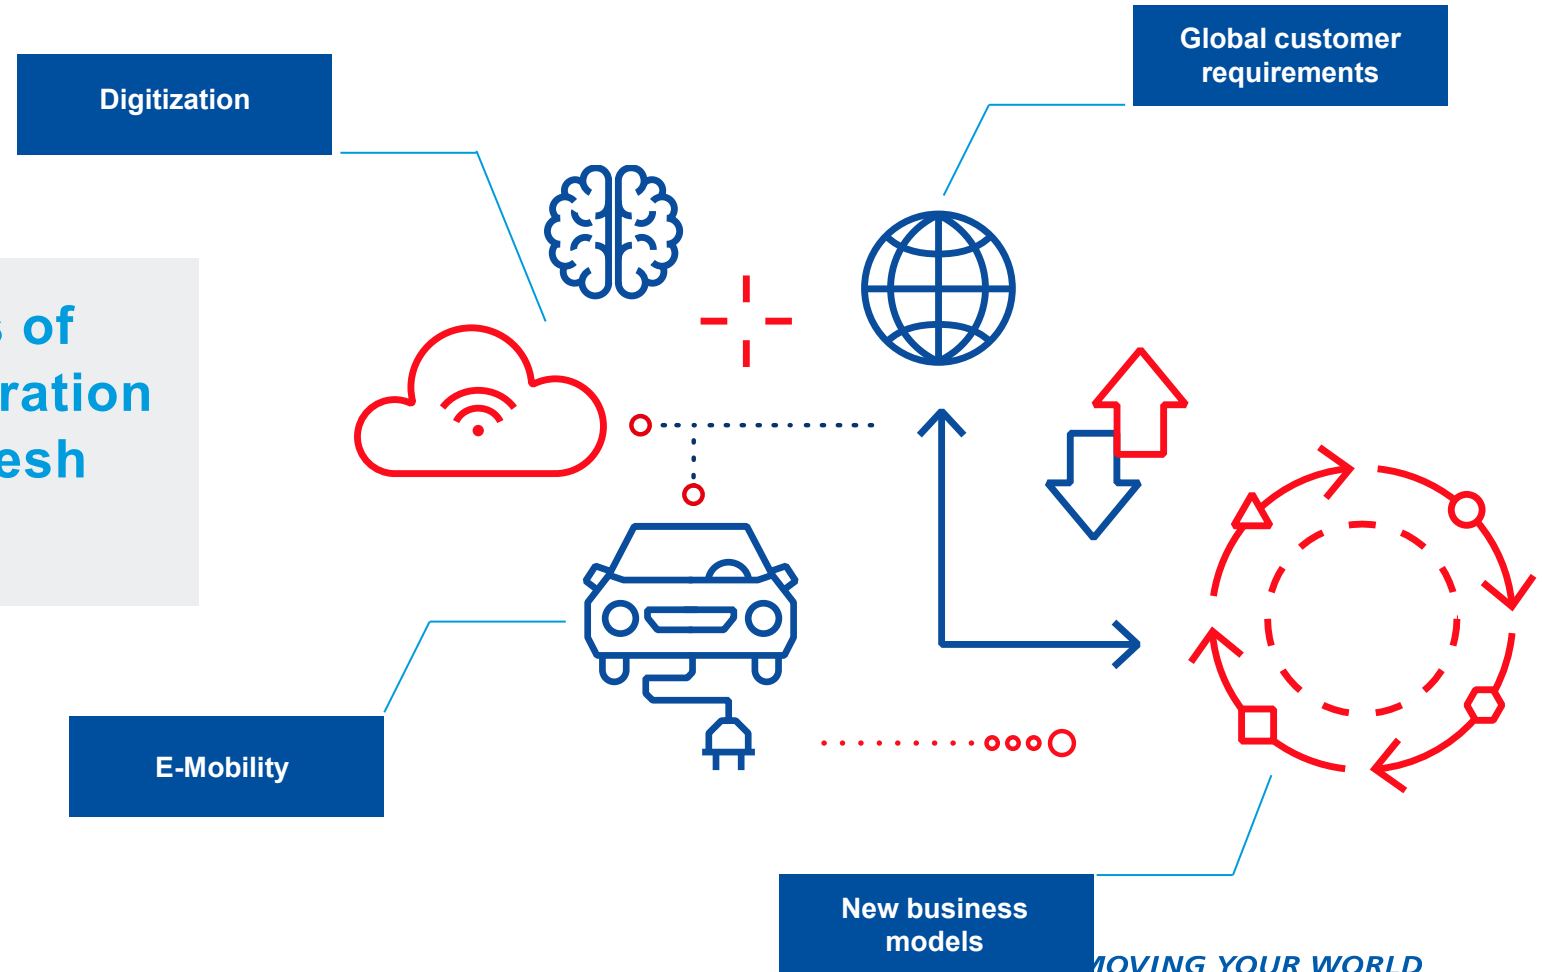 Global customer
requirements
Digitization
s of
ration
esh
E-Mobility
New business
models
MOVING YOUR WORLD